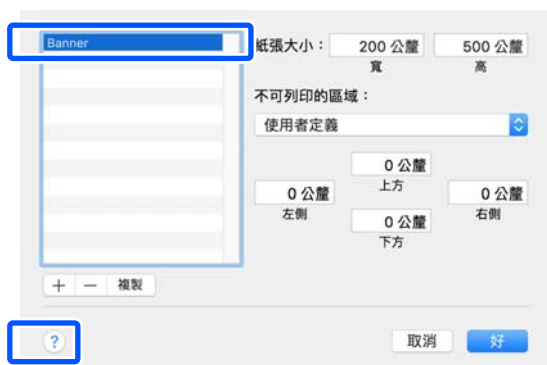 Banner
紙張大小：
200 公釐
500 公釐
寬
高
不可列印的區域：
使用者定義
0 公釐
上方
0 公釐
左側
0 公釐
右側
0 公釐
下方
+ − 複製
?
取消
好